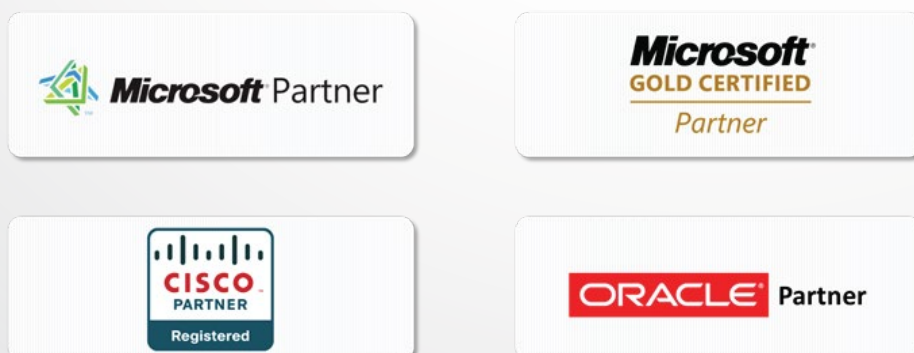 Microsoft Partner
Microsoft
GOLD CERTIFIED
Partner
CISCO
PARTNER
Registered
ORACLE Partner